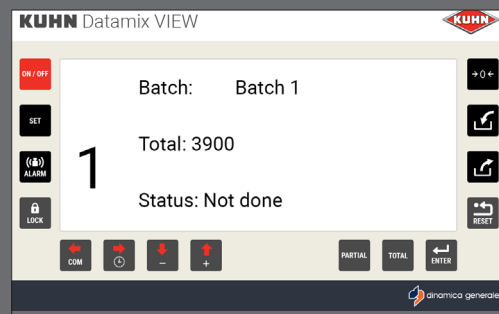 KUHN Datamix VIEW
KUHN
ON / OFF
→0←
Batch: Batch 1
SET
Total: 3900
1
ALARM
Status: Not done
LOCK
RESET
COM
−
+
PARTIAL
TOTAL
ENTER
dinamica generale